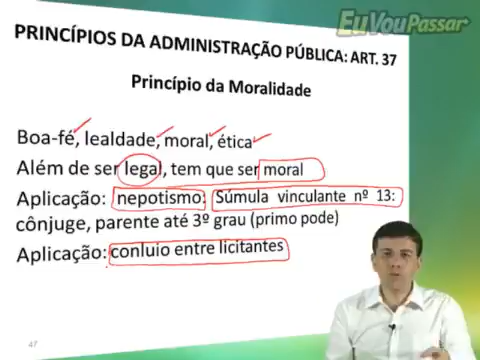 EuVouPassar
PRINCÍPIOS DA ADMINISTRAÇÃO PÚBLICA: ART. 37
Princípio da Moralidade
Boa-fé, lealdade, moral, ética
Além de ser legal, tem que ser moral
Aplicação: nepotismo: Súmula vinculante nº 13:
cônjuge, parente até 3º grau (primo pode)
Aplicação: conluio entre licitantes
47